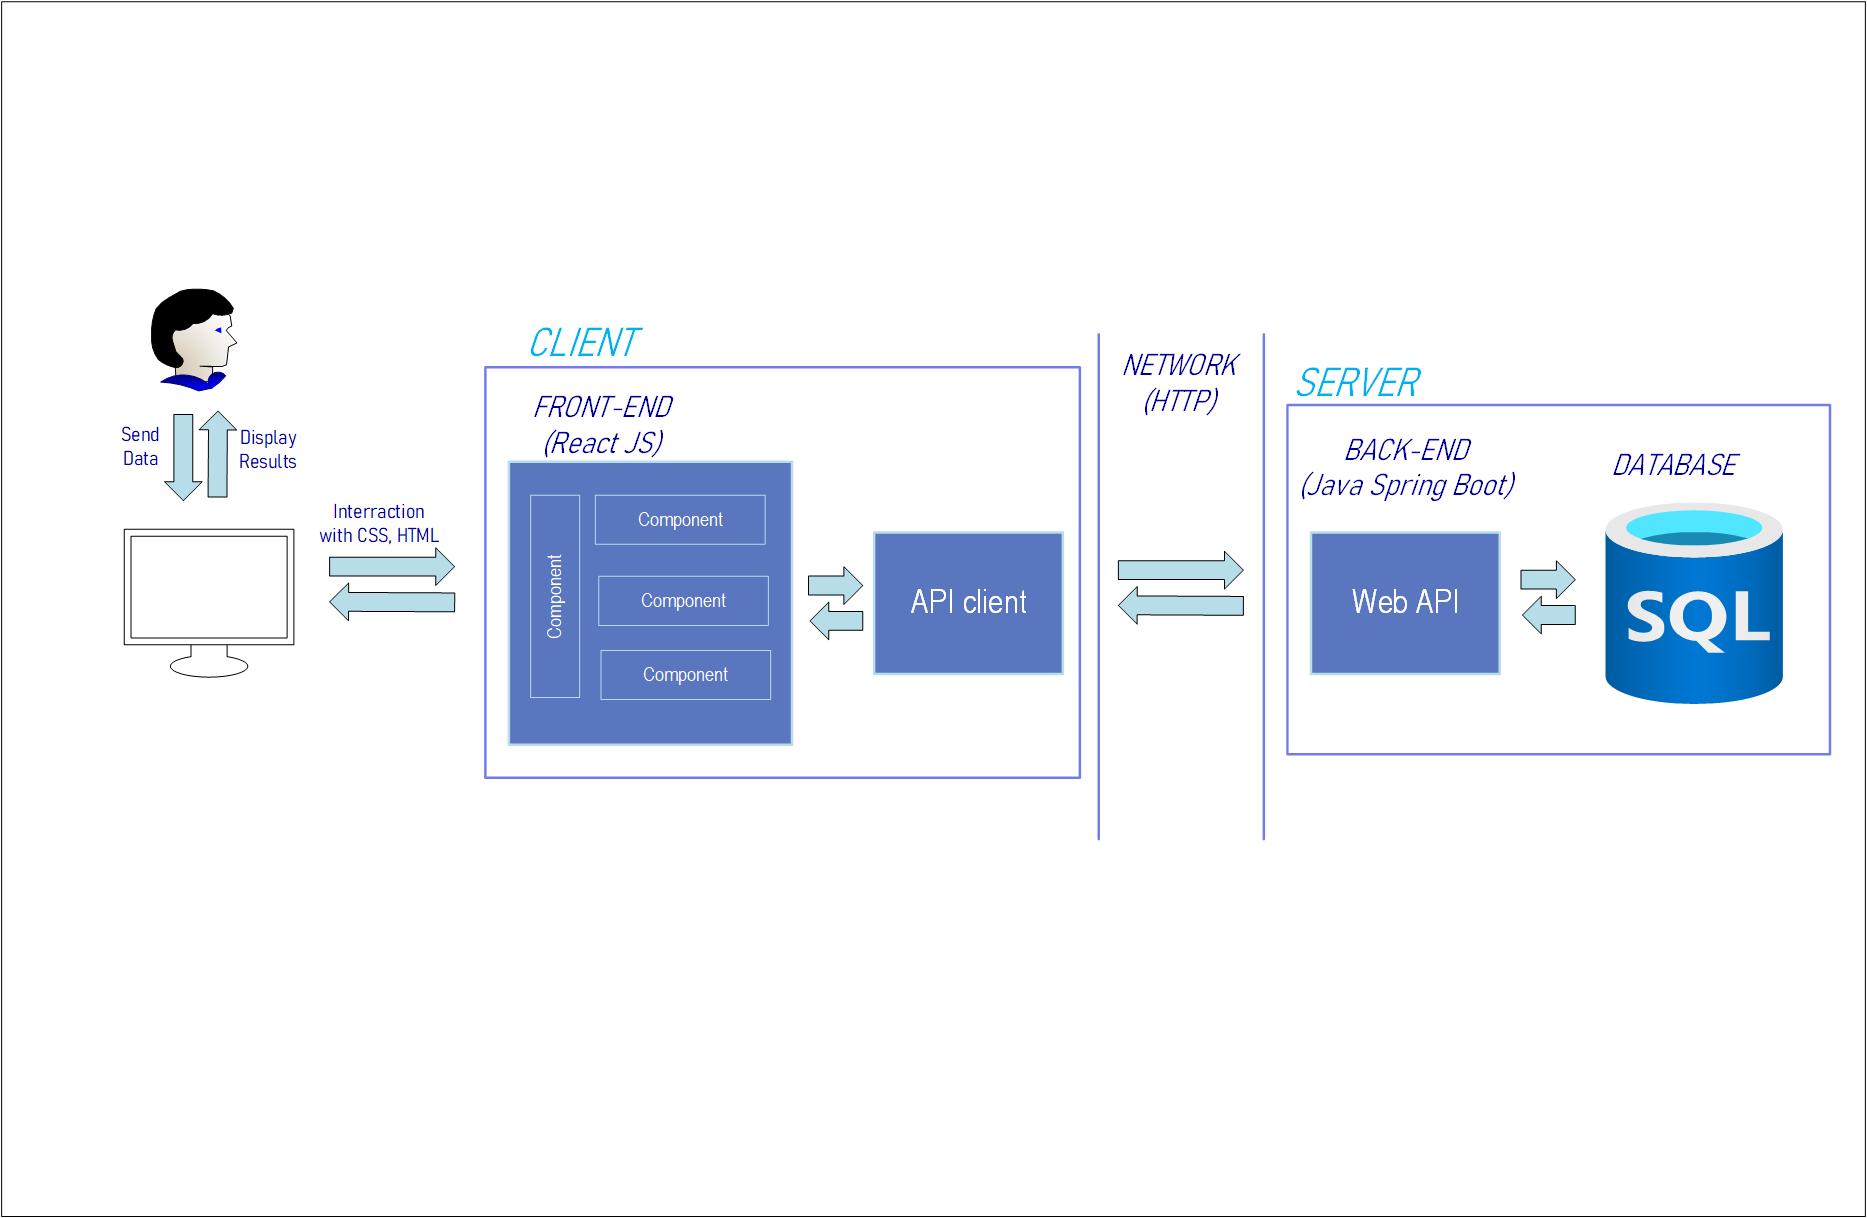 Send
Data
Display
Results
Interraction
with CSS, HTML
CLIENT
FRONT-END
(React JS)
Component
Component
Component
Component
API client
NETWORK
(HTTP)
SERVER
BACK-END
(Java Spring Boot)
Web API
DATABASE
SQL